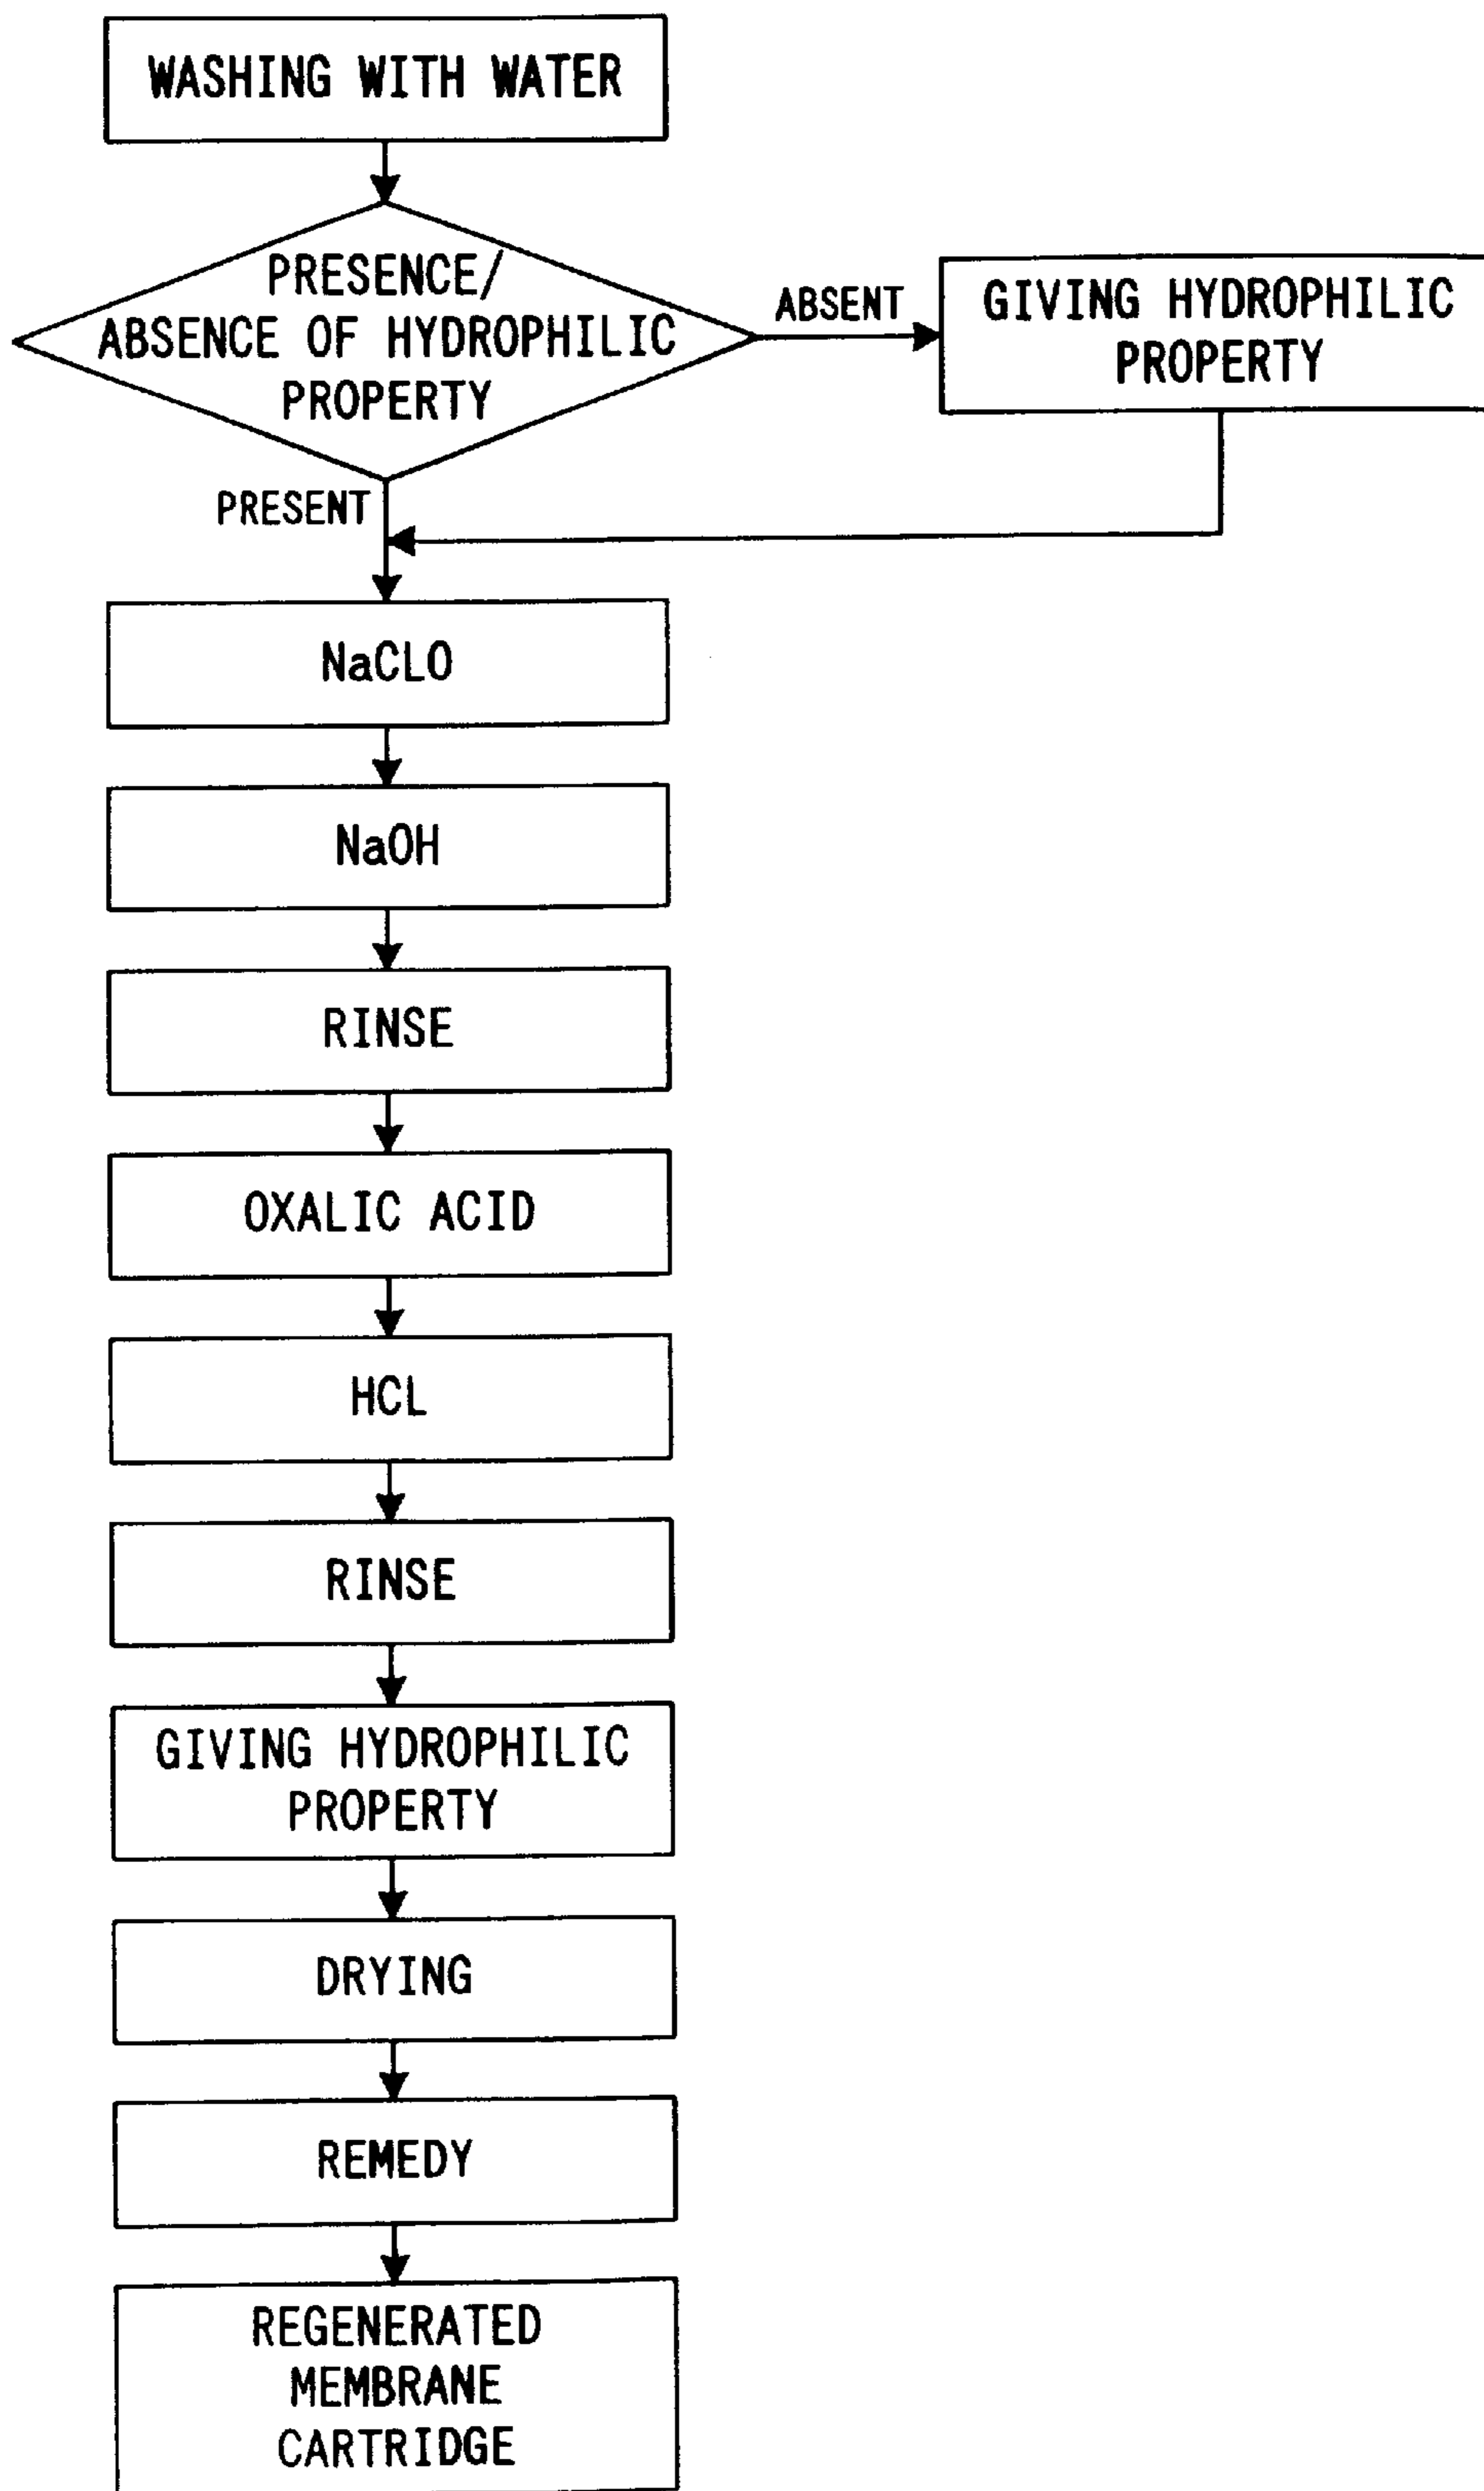 WASHING WITH WATER
PRESENCE/
ABSENCE OF HYDROPHILIC
PROPERTY
ABSENT
GIVING HYDROPHILIC
PROPERTY
PRESENT
NaCLO
NaOH
RINSE
OXALIC ACID
HCL
RINSE
GIVING HYDROPHILIC
PROPERTY
DRYING
REMEDY
REGENERATED
MEMBRANE
CARTRIDGE